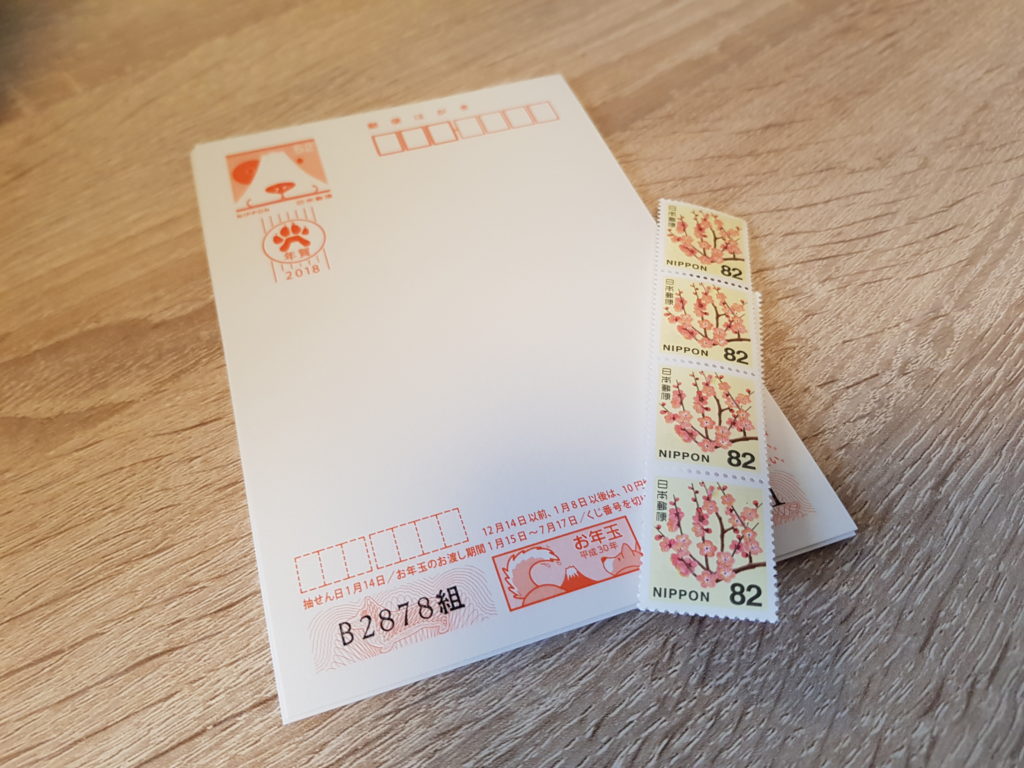 郵便はがき
52
日本郵便
年賀
2018
日本郵便
NIPPON 82
日本郵便
NIPPON 82
日本郵便
NIPPON 82
日本郵便
NIPPON 82
12月14日以前、1月8日以後は、10円
抽せん日1月14日/お年玉のお渡し期間1月15日〜7月17日/くじ番号を切
お年玉
平成30年
B2878組